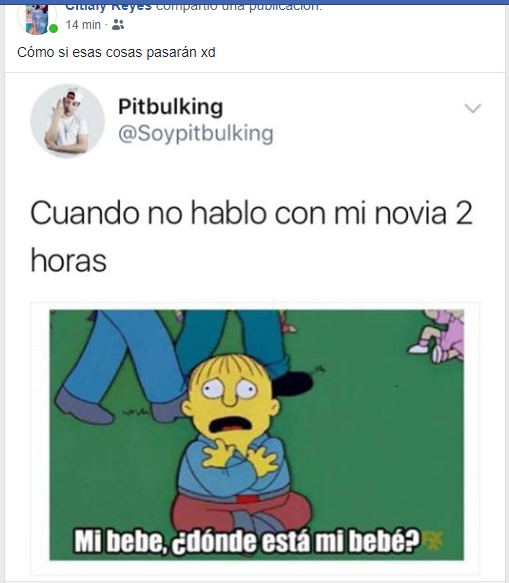 Citlaly Reyes compartió una publicación.
14 min ·
Cómo si esas cosas pasarán xd
Pitbulking
@Soypitbulking
Cuando no hablo con mi novia 2
horas
Mi bebe, ¿dónde está mi bebé?
FX